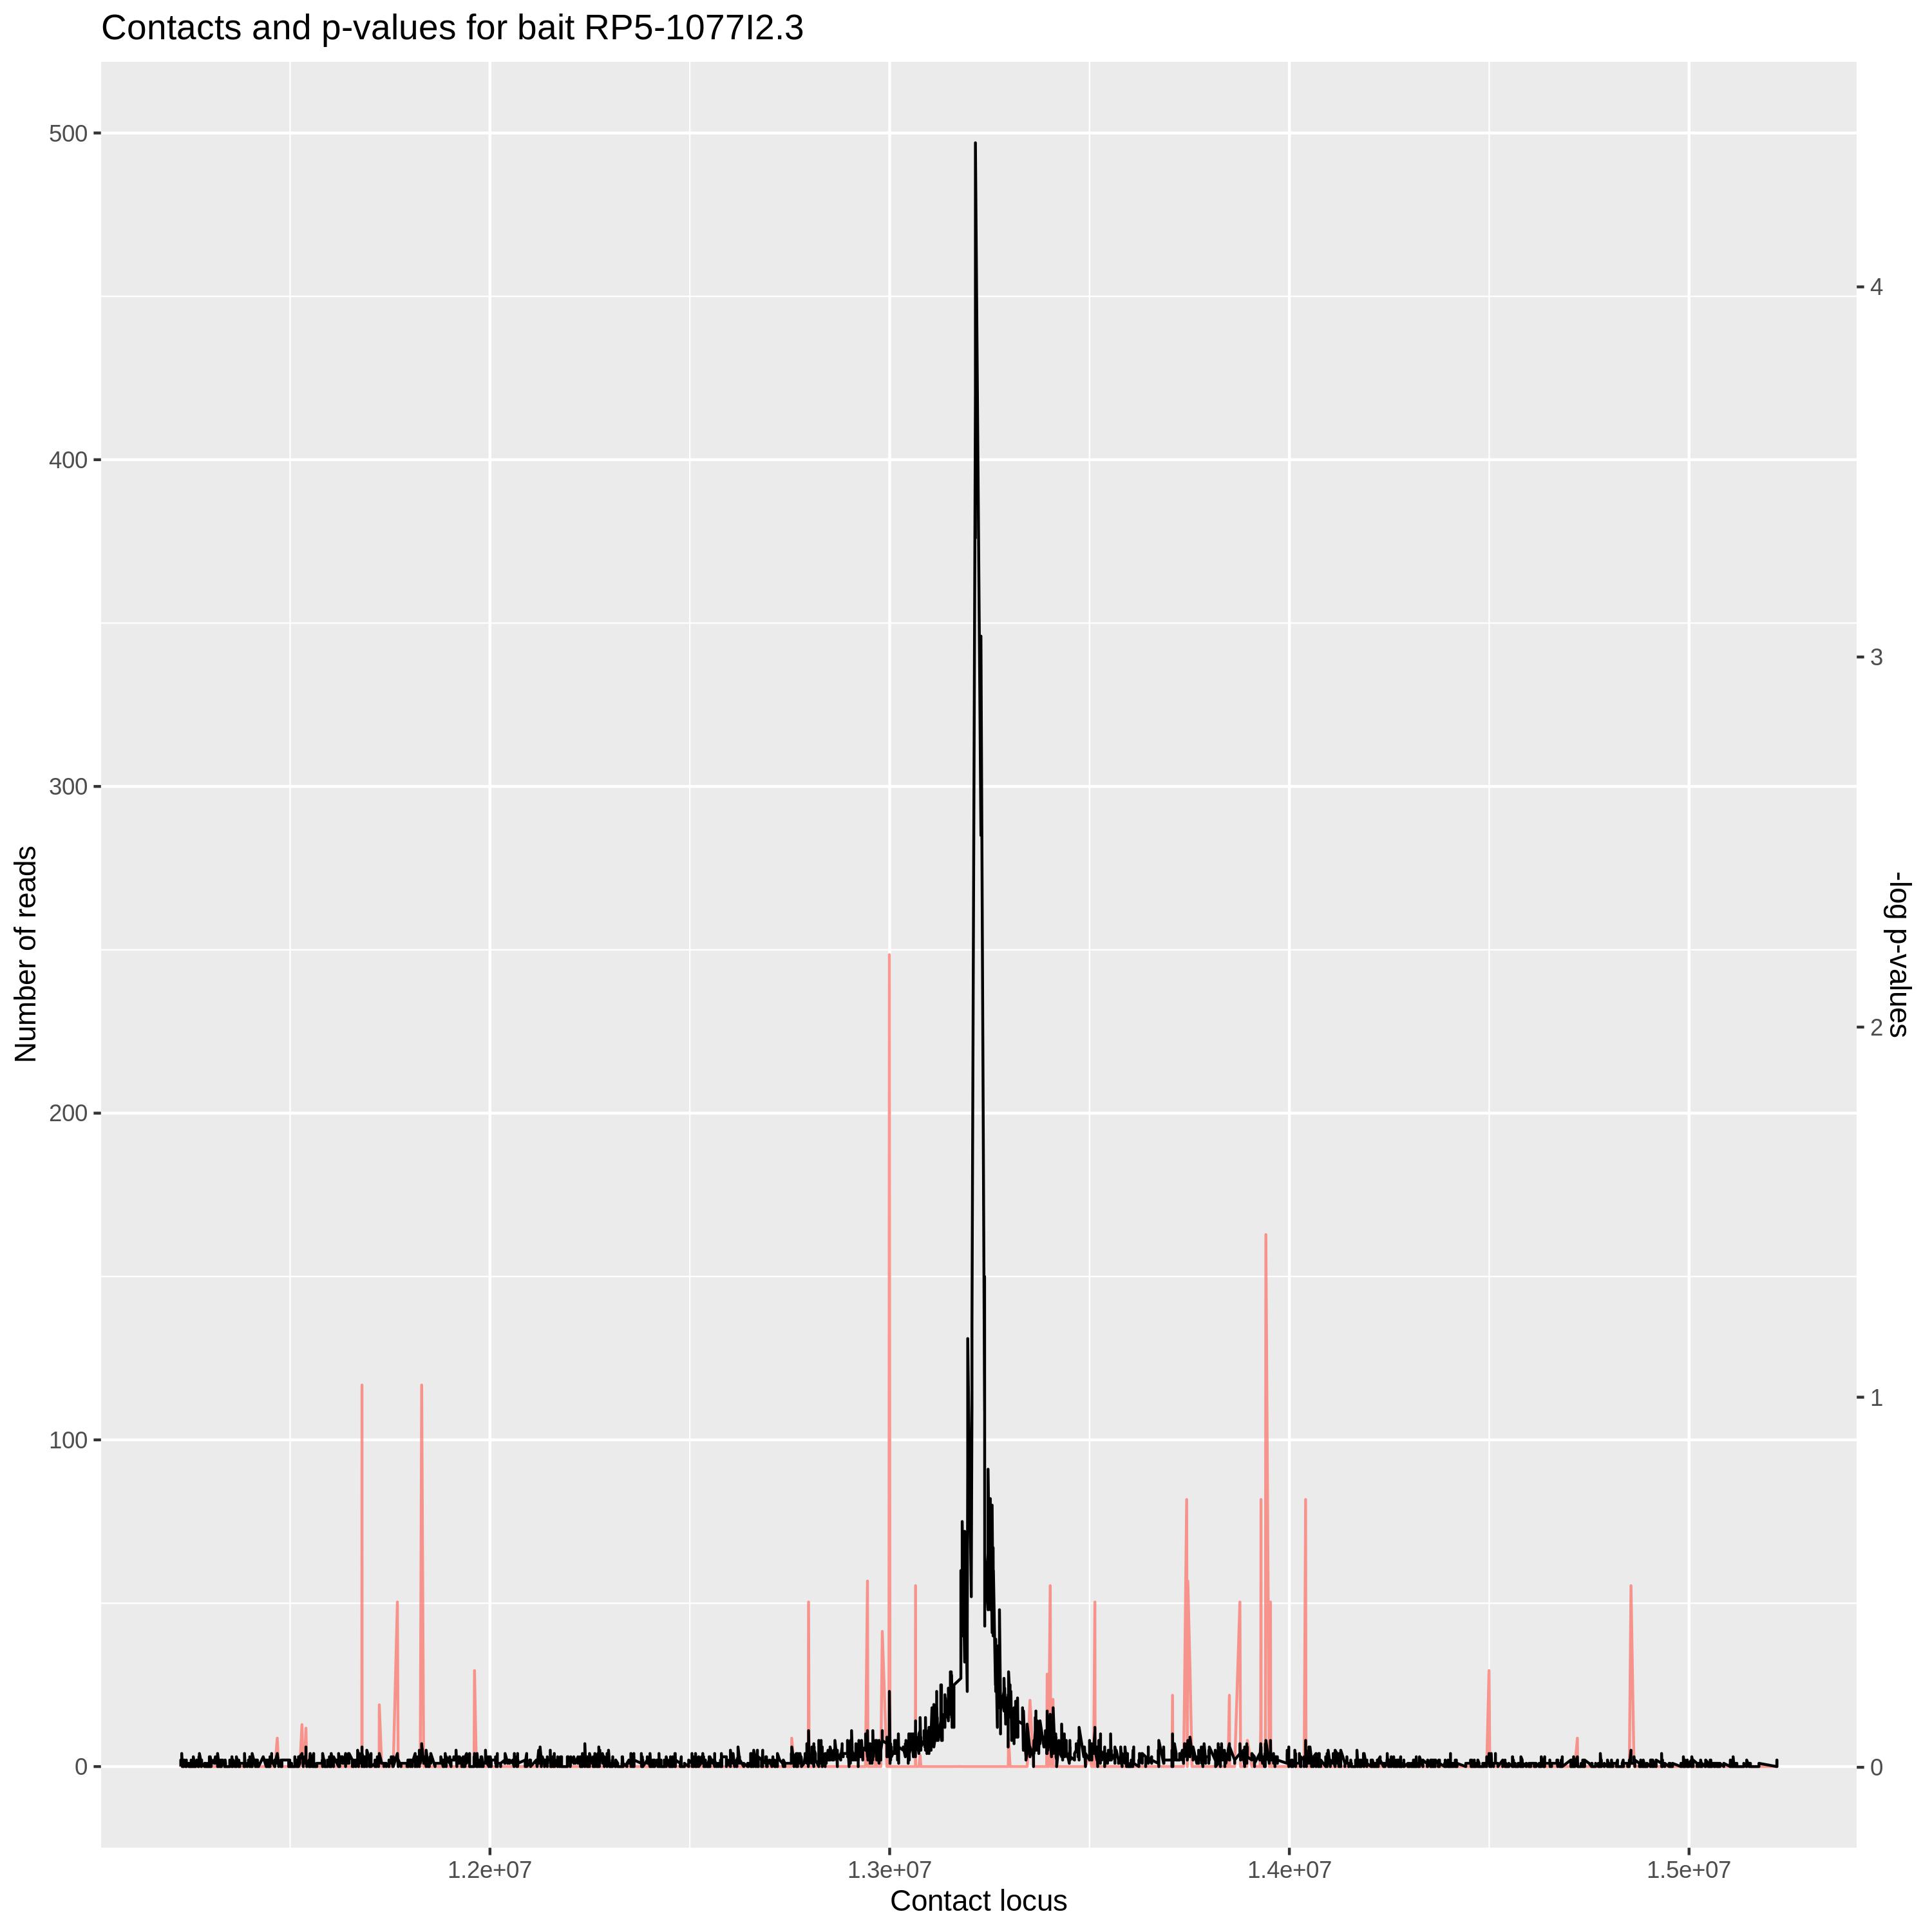 Contacts and p-values for bait RP5-1077I2.3
500
400
300
200
100
0
Number of reads
4
3
2
1
0
-log p-values
1.2e+07
1.3e+07
1.4e+07
1.5e+07
Contact locus